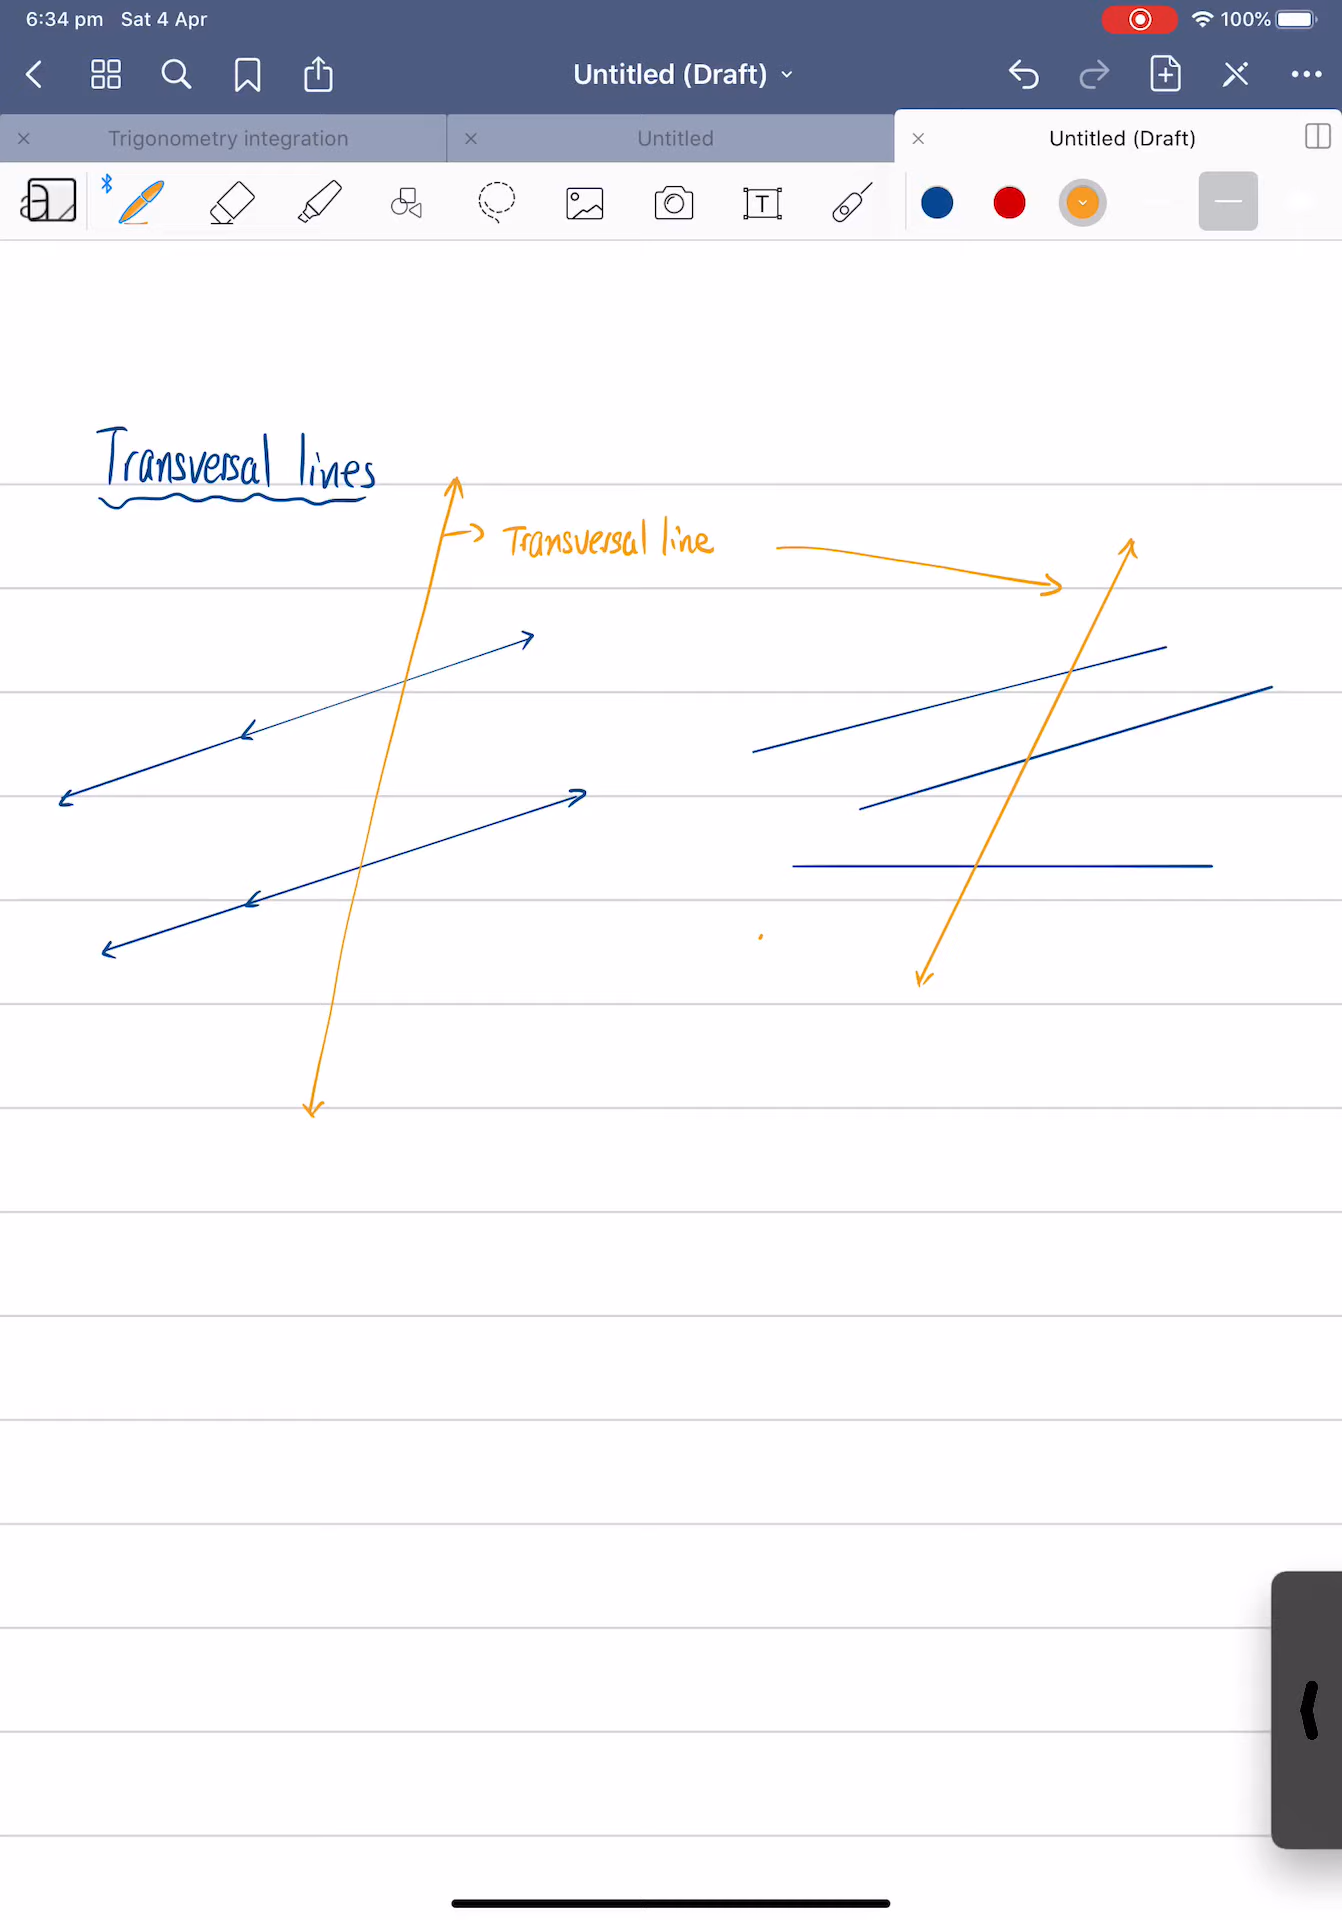 6:34 pm Sat 4 Apr
100%
Untitled (Draft)
Trigonometry integration
Untitled
Untitled (Draft)
a
T
Transversal lines
Transversal line